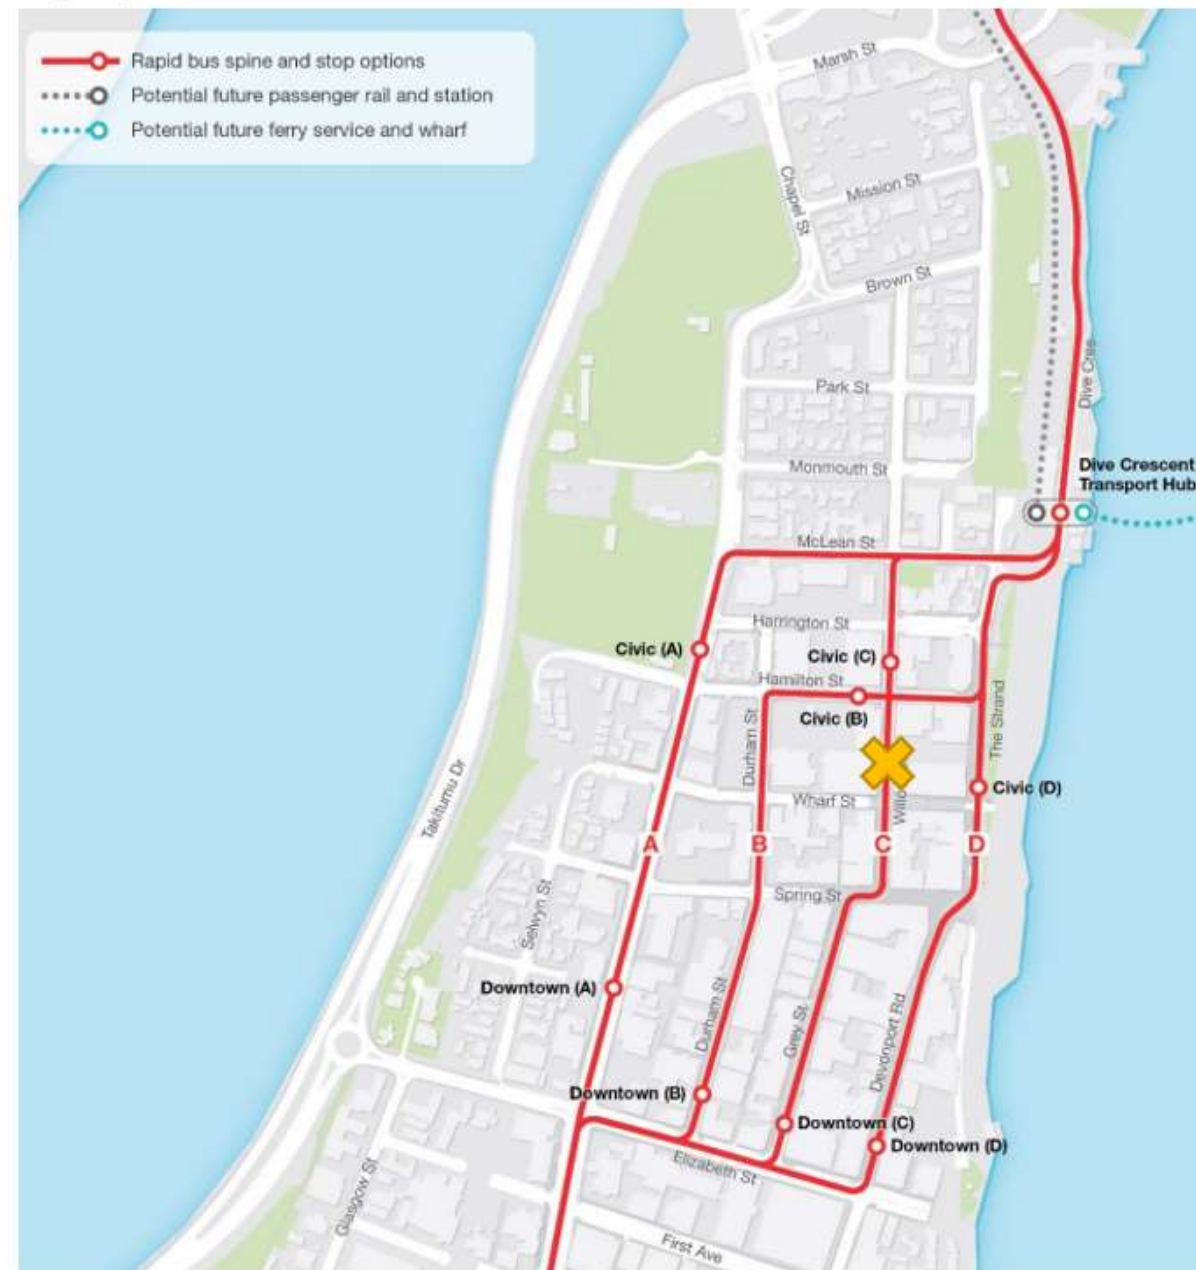 Rapid bus spine and stop options
Potential future passenger rail and station
Potential future ferry service and wharf
Marsh St
Chapel St
Mission St
Brown St
Park St
Dive Cres
Monmouth St
Dive Crescent
Transport Hub
McLean St
Harrington St
Civic (A)
Civic (C)
Hamilton St
Civic (B)
Durham St
The Strand
Takitumu Dr
Civic (D)
Wharf St
A
B
C
D
Spring St
Selwyn St
Downtown (A)
Durham St
Grey St
Devonport Rd
Downtown (B)
Downtown (C)
Downtown (D)
Elizabeth St
Glasgow St
First Ave